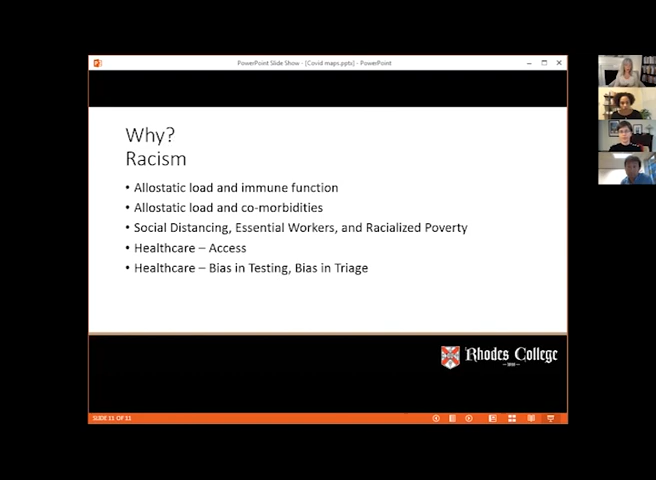 PowerPoint Slide Show - [Covid maps.pptx] - PowerPoint
Why?
Racism
• Allostatic load and immune function
• Allostatic load and co-morbidities
• Social Distancing, Essential Workers, and Racialized Poverty
• Healthcare – Access
• Healthcare – Bias in Testing, Bias in Triage
Rhodes College
SLIDE 11 OF 11